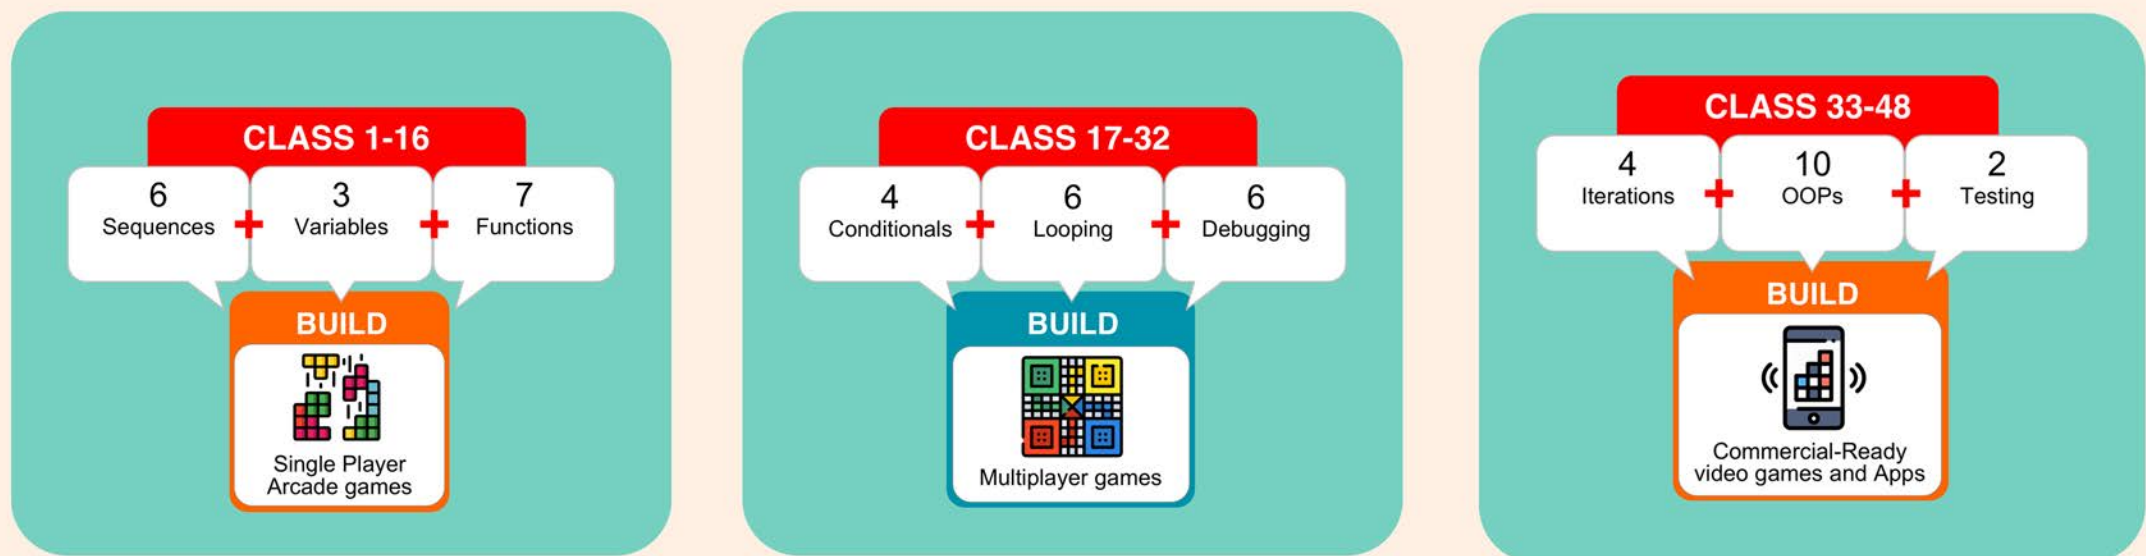 CLASS 1-16
6
Sequences
+
3
Variables
+
7
Functions
BUILD
Single Player
Arcade games
CLASS 17-32
4
Conditionals
+
6
Looping
+
6
Debugging
BUILD
Multiplayer games
CLASS 33-48
4
Iterations
+
10
OOPs
+
2
Testing
BUILD
Commercial-Ready
video games and Apps